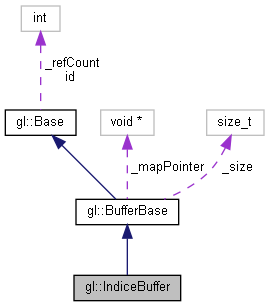 int
_refCount
id
gl::Base
void *
size_t
_mapPointer
_size
gl::BufferBase
gl::IndiceBuffer